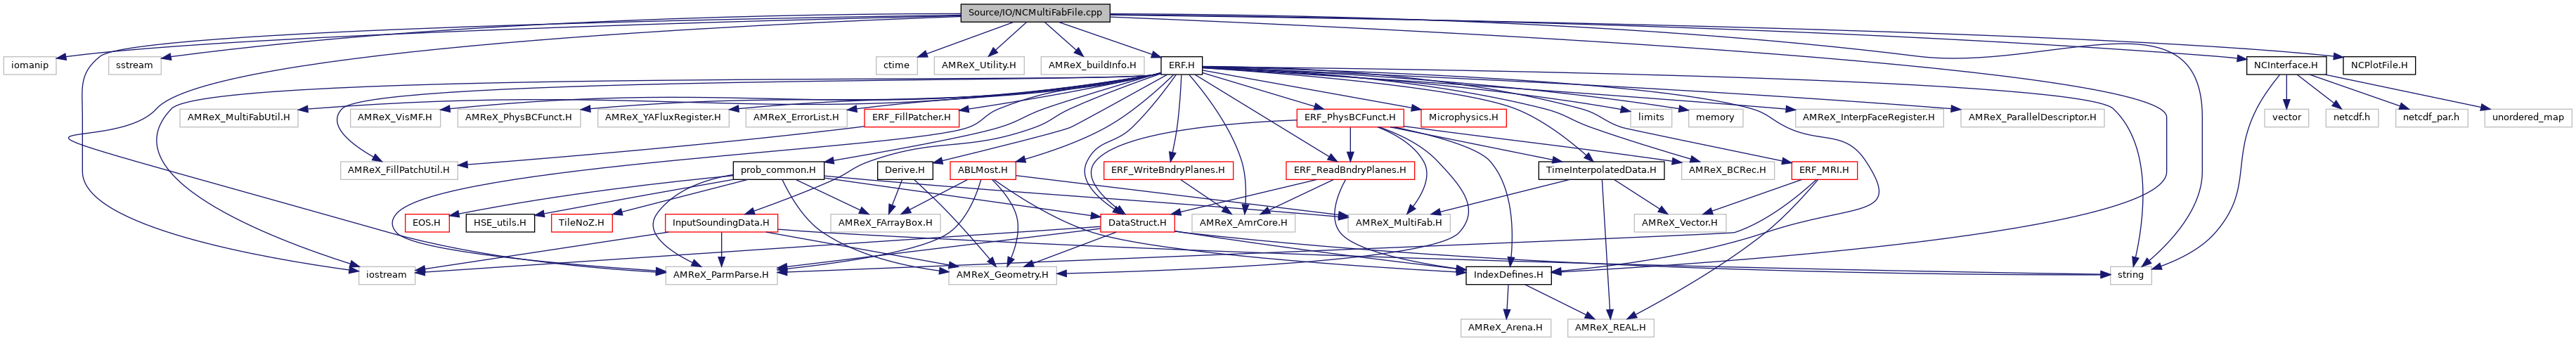 Source/IO/NCMultiFabFile.cpp
iomanip
sstream
ctime
AMReX_Utility.H
AMReX_buildInfo.H
ERF.H
NCInterface.H
NCPlotFile.H
AMReX_MultiFabUtil.H
AMReX_VisMF.H
AMReX_PhysBCFunct.H
AMReX_YAFluxRegister.H
AMReX_ErrorList.H
ERF_FillPatcher.H
ERF_PhysBCFunct.H
Microphysics.H
limits
memory
AMReX_InterpFaceRegister.H
AMReX_ParallelDescriptor.H
vector
netcdf.h
netcdf_par.h
unordered_map
AMReX_FillPatchUtil.H
prob_common.H
Derive.H
ABLMost.H
ERF_WriteBndryPlanes.H
ERF_ReadBndryPlanes.H
TimeInterpolatedData.H
AMReX_BCRec.H
ERF_MRI.H
EOS.H
HSE_utils.H
TileNoZ.H
InputSoundingData.H
AMReX_FArrayBox.H
DataStruct.H
AMReX_AmrCore.H
AMReX_MultiFab.H
AMReX_Vector.H
iostream
AMReX_ParmParse.H
AMReX_Geometry.H
IndexDefines.H
string
AMReX_Arena.H
AMReX_REAL.H